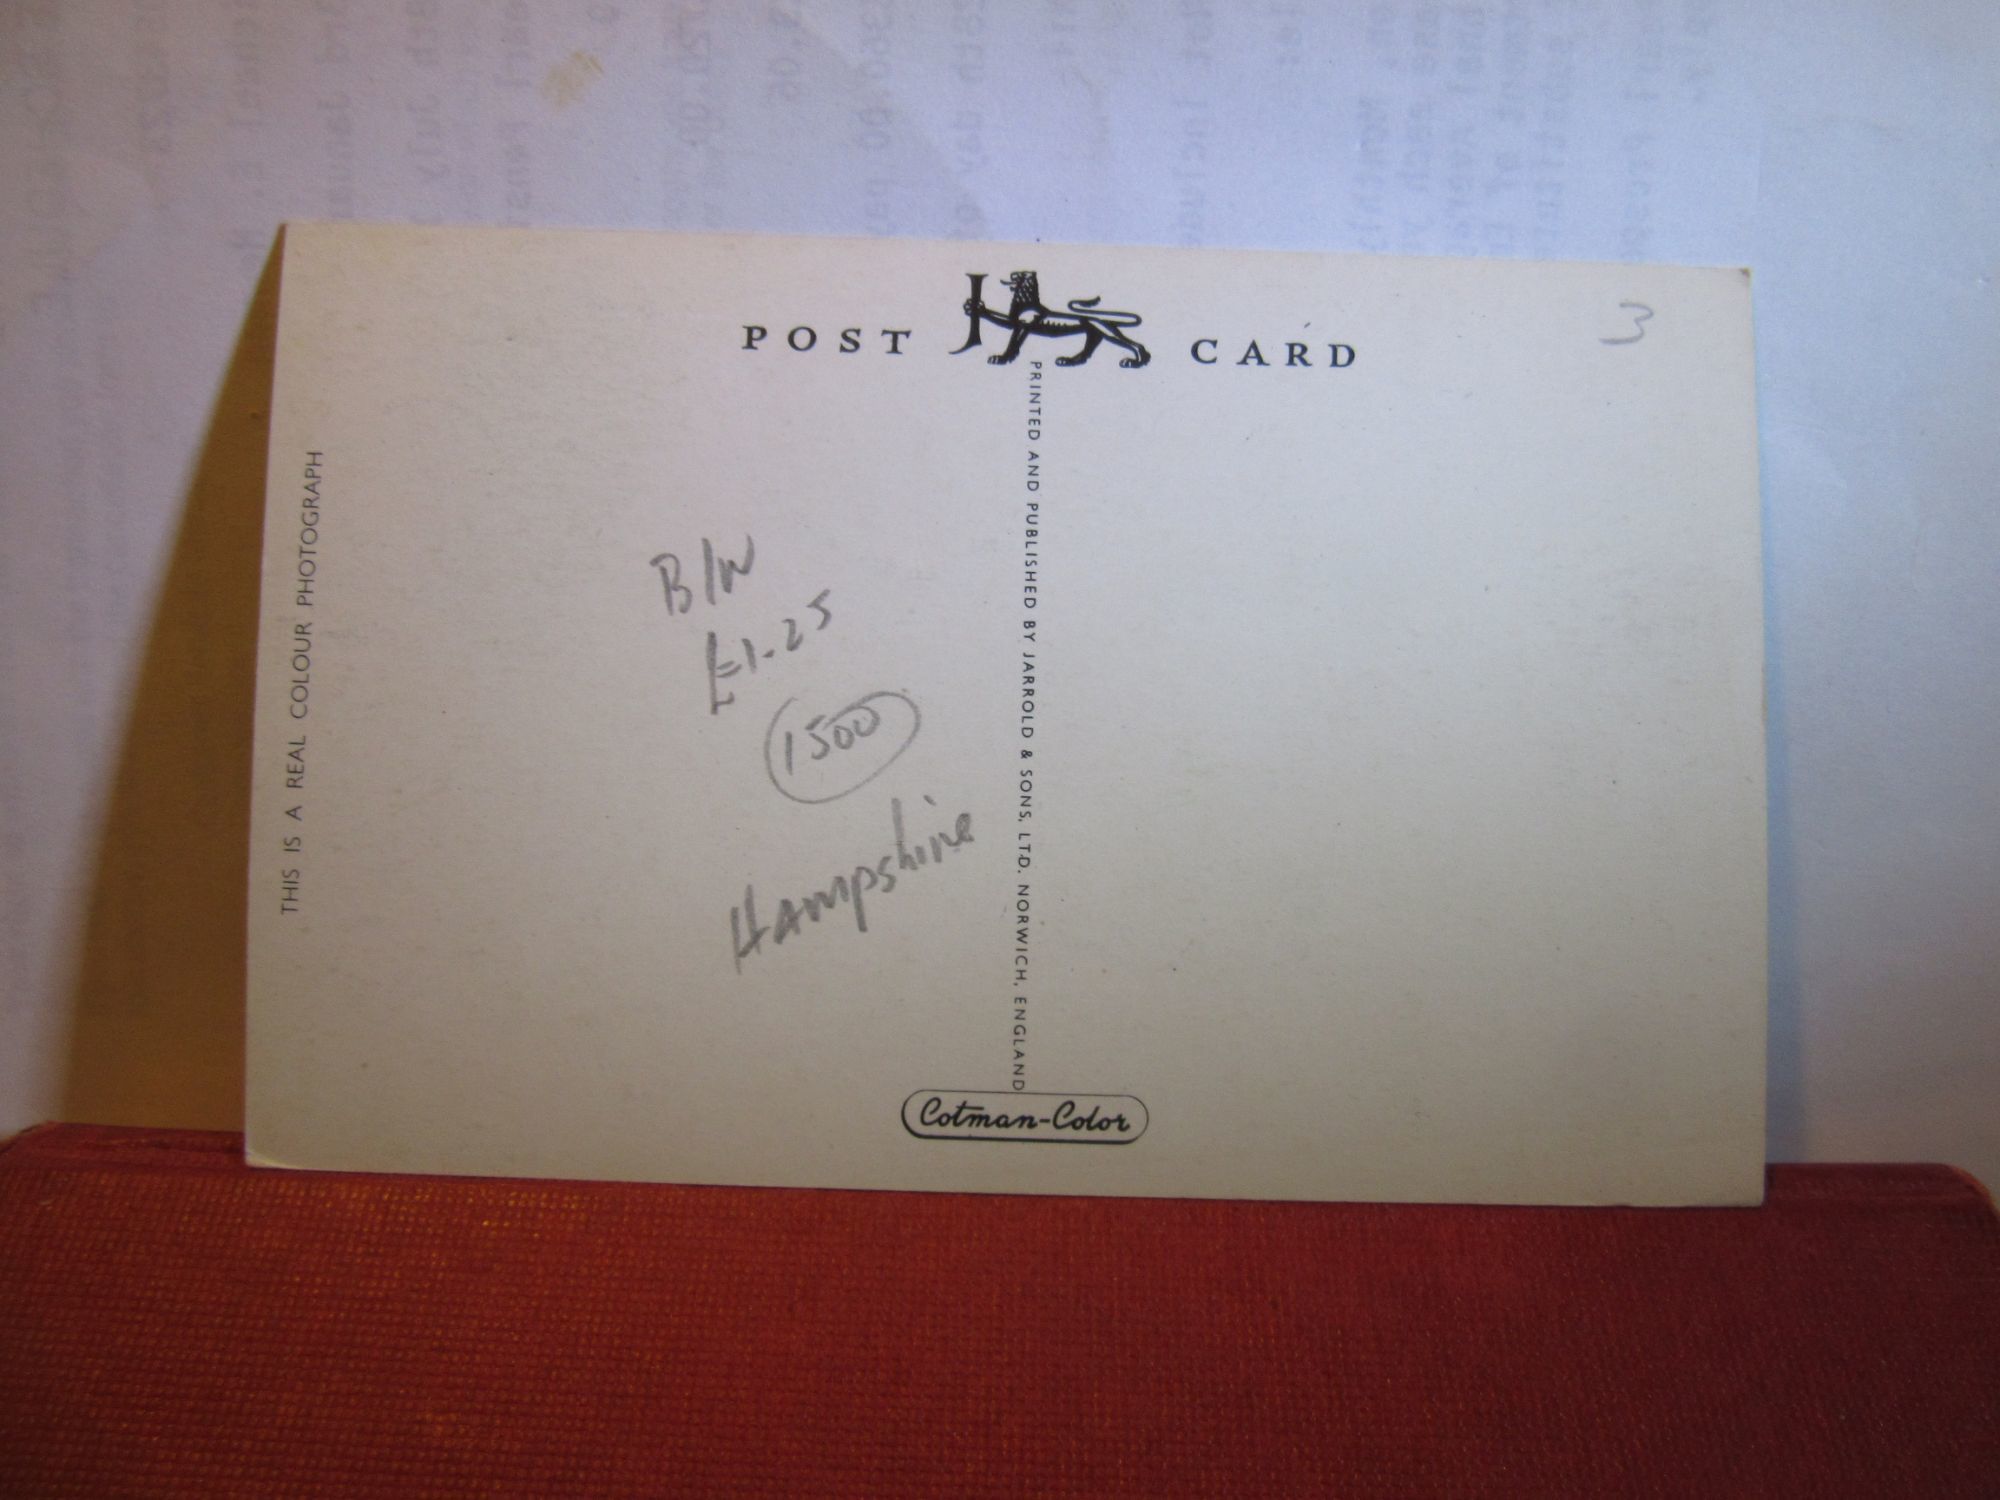 POST CARD
3
THIS IS A REAL COLOUR PHOTOGRAPH
B/W
£1.25
1500
Hampshire
PRINTED AND PUBLISHED BY JARROLD & SONS, LTD. NORWICH, ENGLAND
Cotman-Color